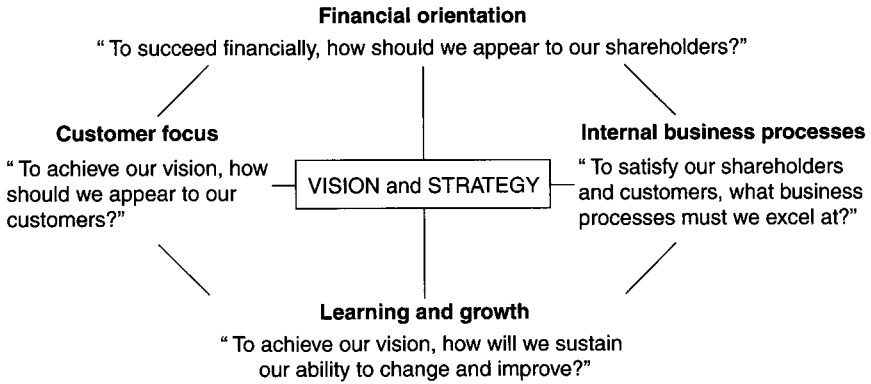 Financial orientation
“ To succeed financially, how should we appear to our shareholders?”
Customer focus
“ To achieve our vision, how
should we appear to our
customers?”
VISION and STRATEGY
Internal business processes
“ To satisfy our shareholders
and customers, what business
processes must we excel at?”
Learning and growth
“ To achieve our vision, how will we sustain
our ability to change and improve?”